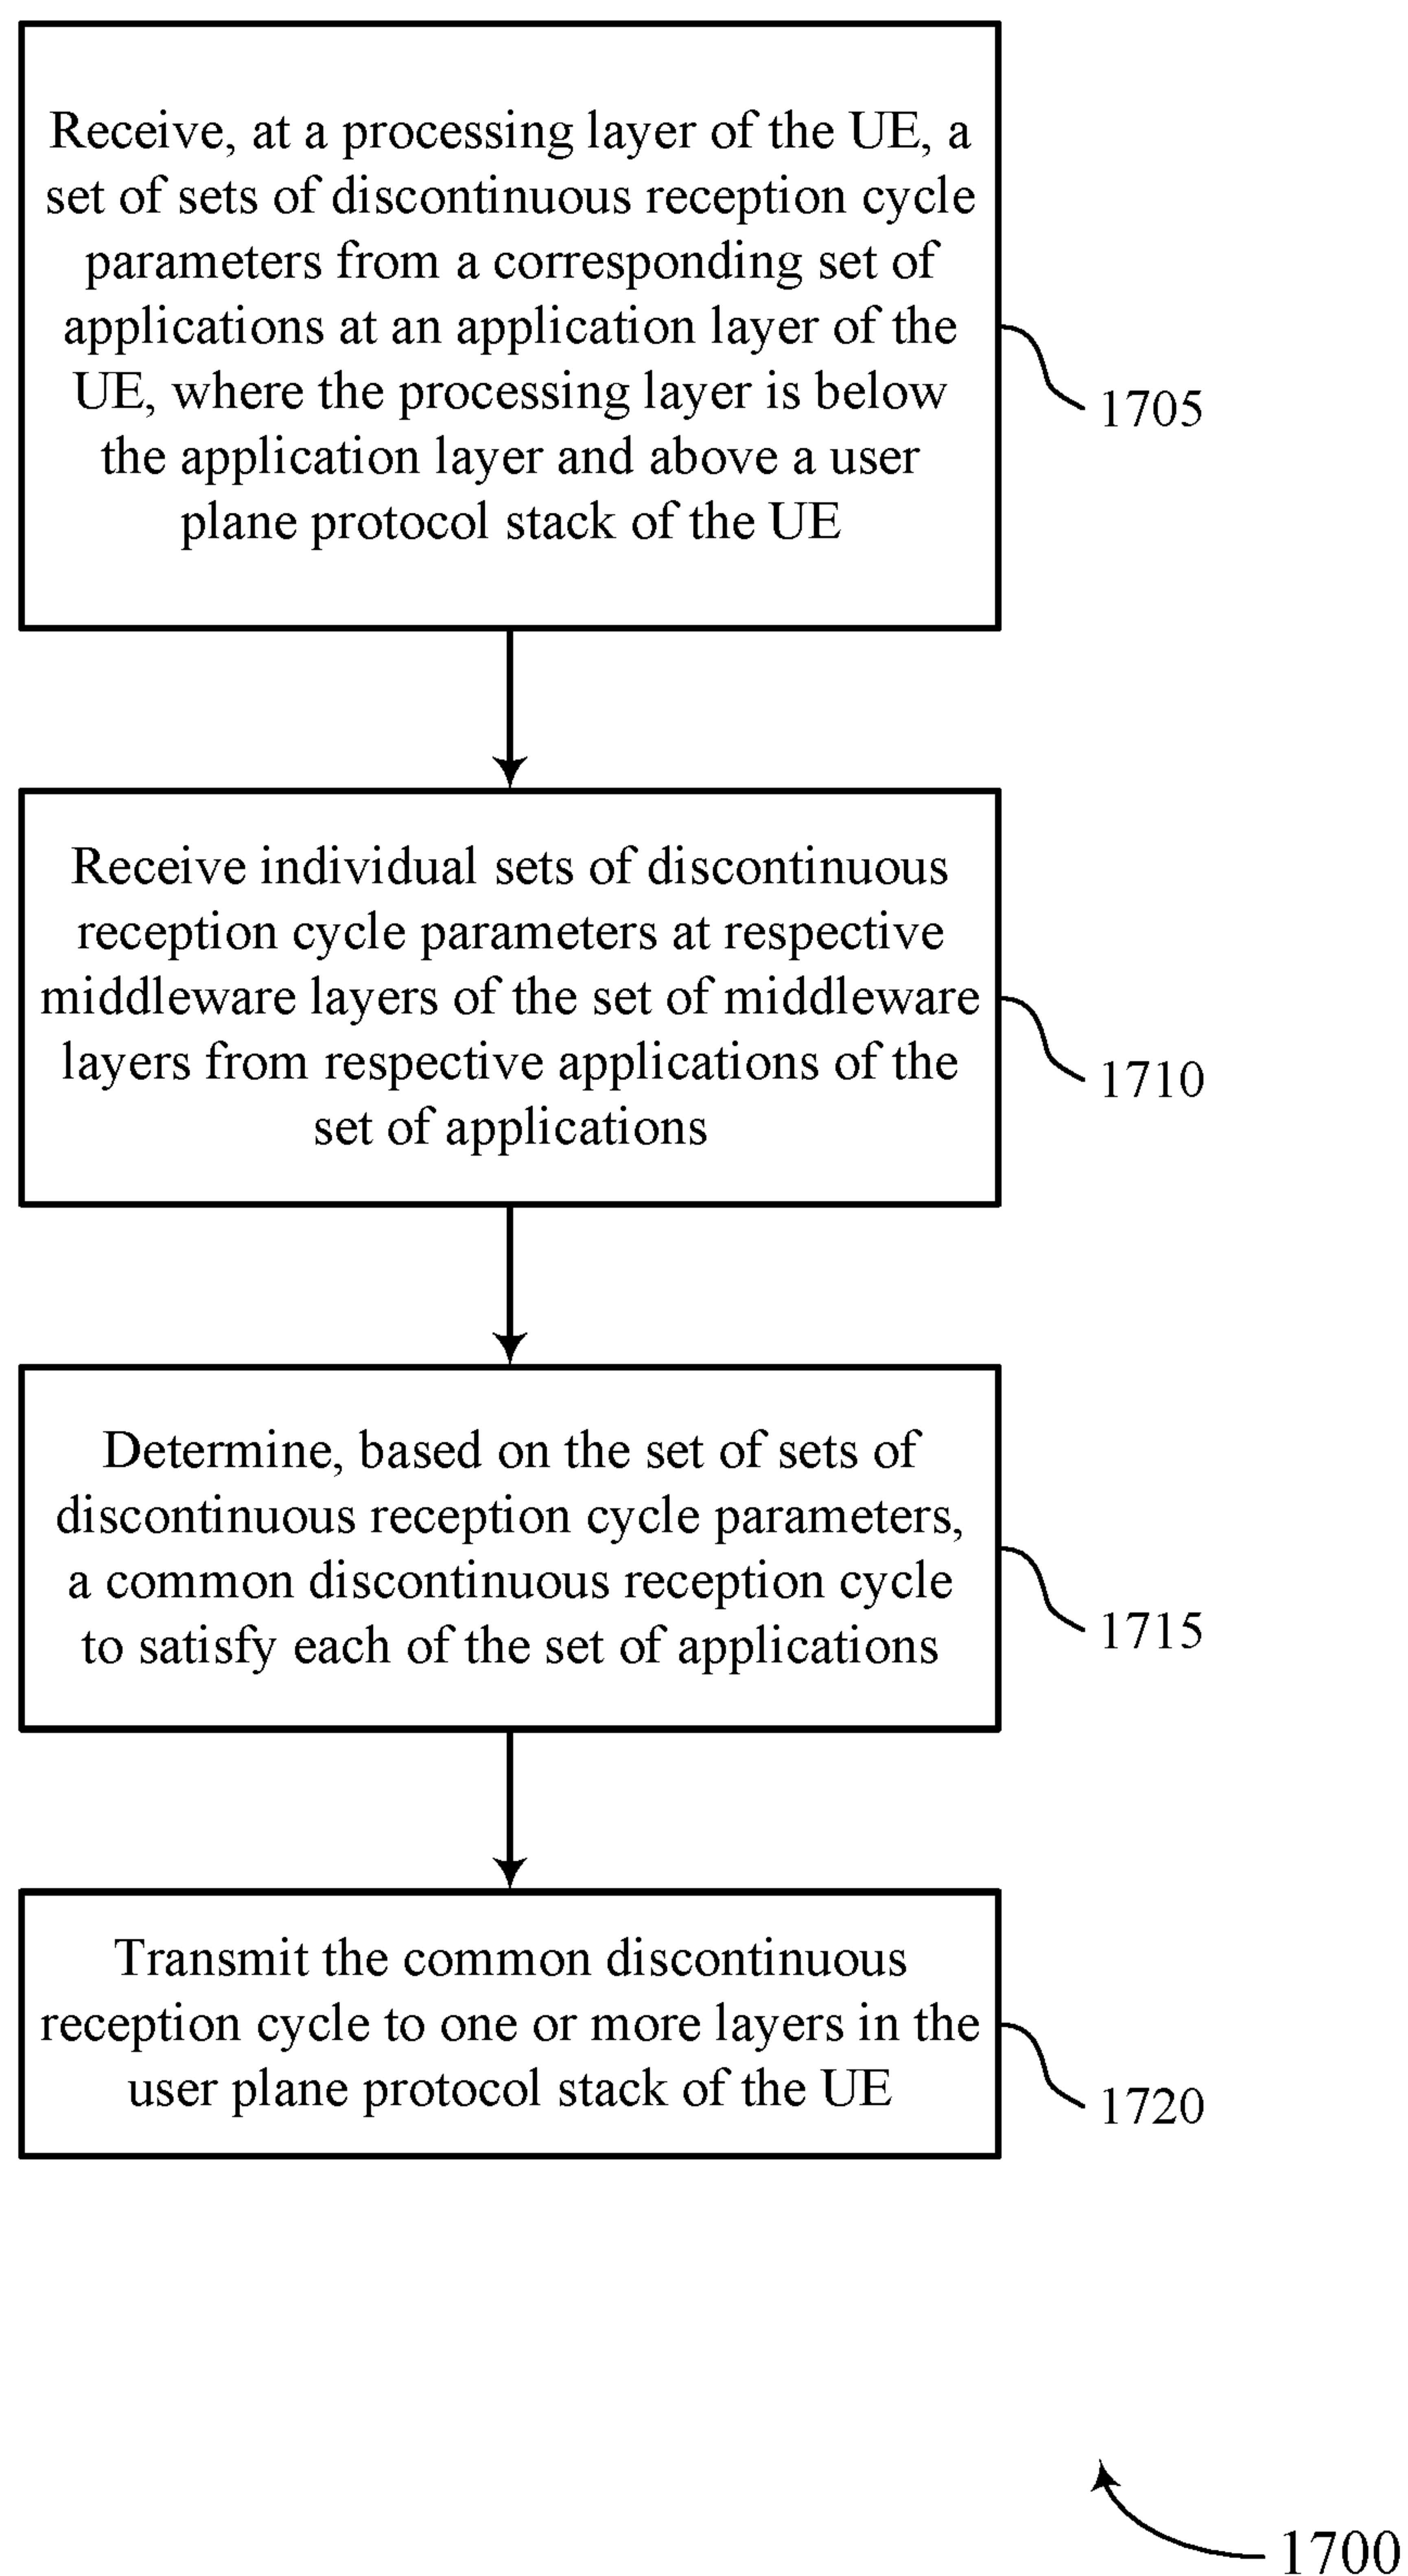 Receive, at a processing layer of the UE, a
set of sets of discontinuous reception cycle
parameters from a corresponding set of
applications at an application layer of the
UE, where the processing layer is below
the application layer and above a user
plane protocol stack of the UE
1705
Receive individual sets of discontinuous
reception cycle parameters at respective
middleware layers of the set of middleware
layers from respective applications of the
set of applications
1710
Determine, based on the set of sets of
discontinuous reception cycle parameters,
a common discontinuous reception cycle
to satisfy each of the set of applications
1715
Transmit the common discontinuous
reception cycle to one or more layers in the
user plane protocol stack of the UE
1720
1700